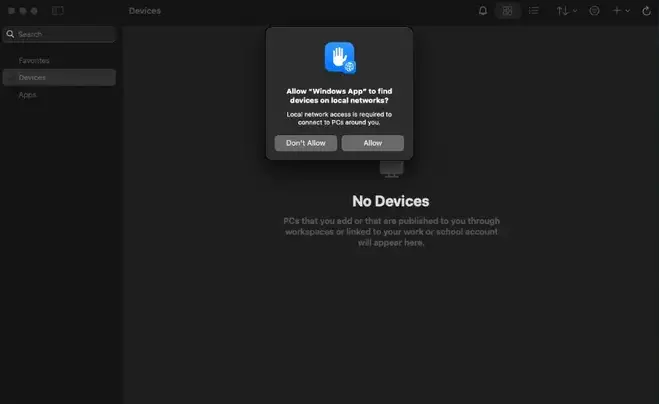 Devices
Search
Favorites
Devices
Apps
Allow “Windows App” to find
devices on local networks?
Local network access is required to
connect to PCs around you.
Don't Allow
Allow
No Devices
PCs that you add or that are published to you through
workspaces or linked to your work or school account
will appear here.